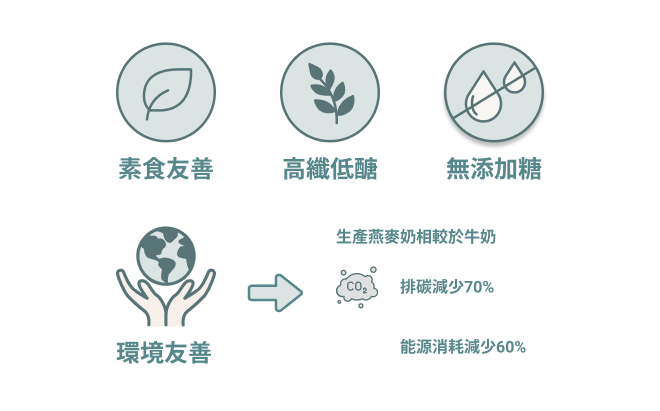 素食友善
高纖低醣
無添加糖
生產燕麥奶相較於牛奶
CO₂
排碳減少70%
能源消耗減少60%
環境友善